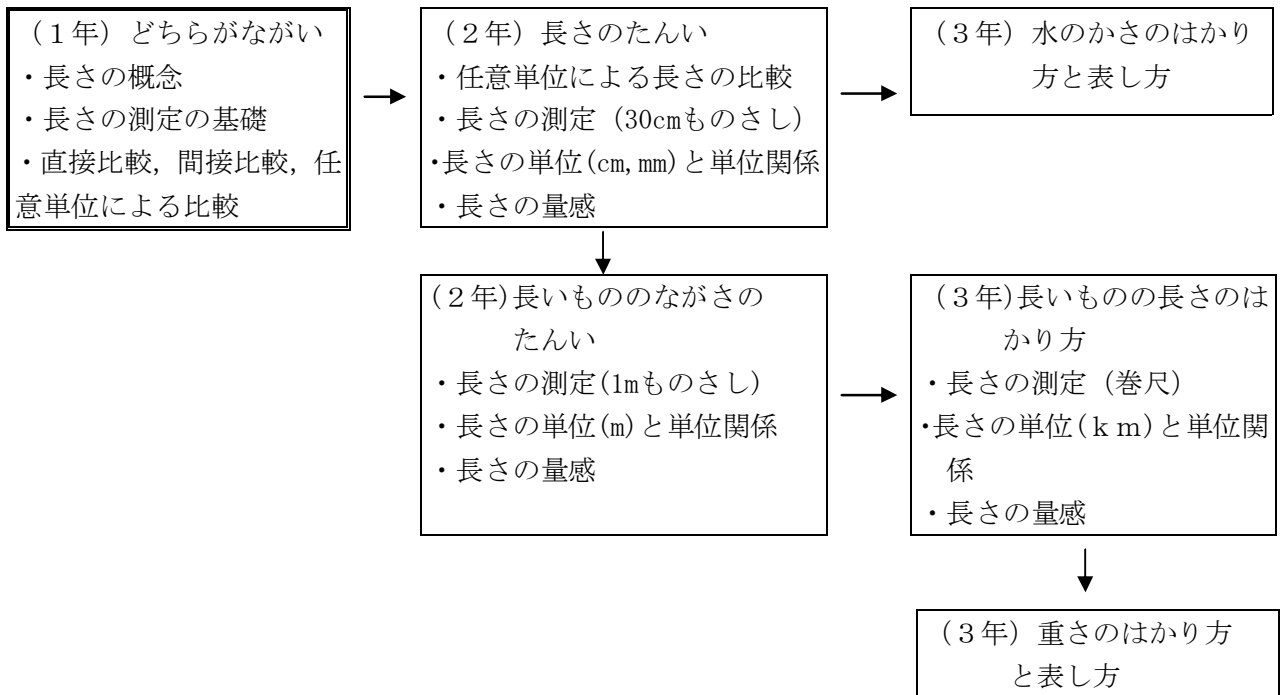 (1年) どちらがながい
・長さの概念
・長さの測定の基礎
・直接比較，間接比較，任
意単位による比較
(2年) 長さのたんい
・任意単位による長さの比較
・長さの測定 (30cmものさし)
・長さの単位(cm,mm)と単位関係
・長さの量感
(3年) 水のかさのはかり
方と表し方
(2年)長いもののながさの
たんい
・長さの測定(1mものさし)
・長さの単位(m)と単位関係
・長さの量感
(3年)長いものの長さのは
かり方
・長さの測定 (巻尺)
・長さの単位(ｋｍ)と単位関
係
・長さの量感
(3年) 重さのはかり方
と表し方